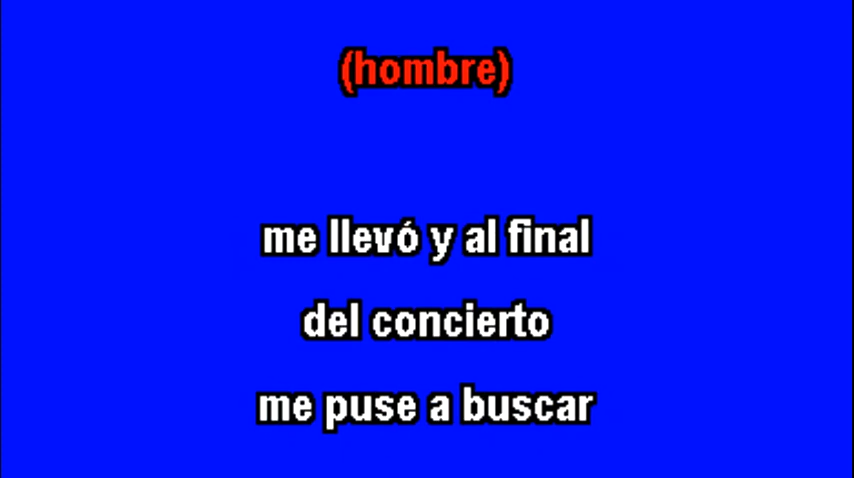 (hombre)
me llevó y al final
del concierto
me puse a buscar